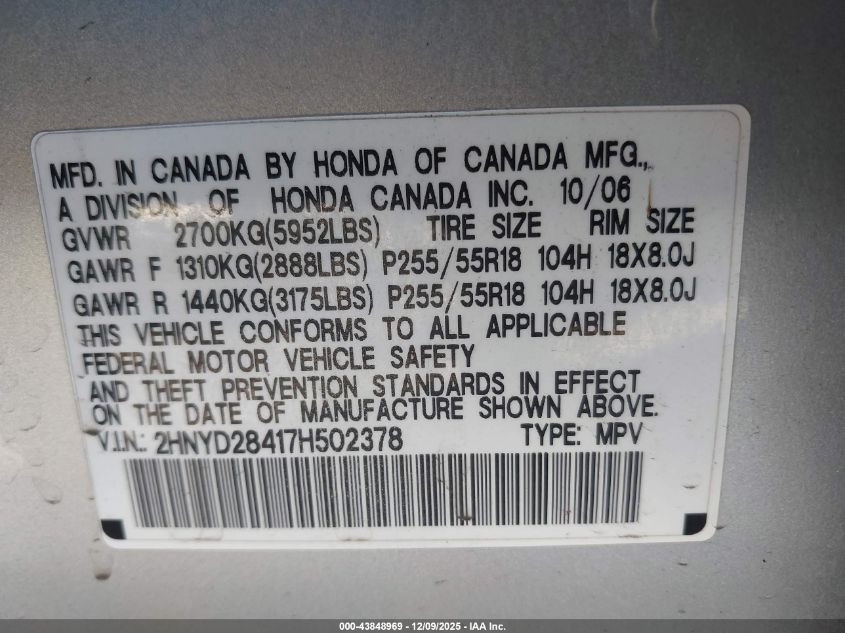 MFD. IN CANADA BY HONDA OF CANADA MFG.,
A DIVISION OF HONDA CANADA INC. 10/06
GVWR 2700KG(5952LBS) TIRE SIZE RIM SIZE
GAWR F 1310KG(2888LBS) P255/55R18 104H 18X8.0J
GAWR R 1440KG(3175LBS) P255/55R18 104H 18X8.0J
THIS VEHICLE CONFORMS TO ALL APPLICABLE
FEDERAL MOTOR VEHICLE SAFETY
AND THEFT PREVENTION STANDARDS IN EFFECT
ON THE DATE OF MANUFACTURE SHOWN ABOVE.
V.I.N.: 2HNYD28417H502378 TYPE: MPV
000-43848969 | 12/09/2025 - IAA Inc.